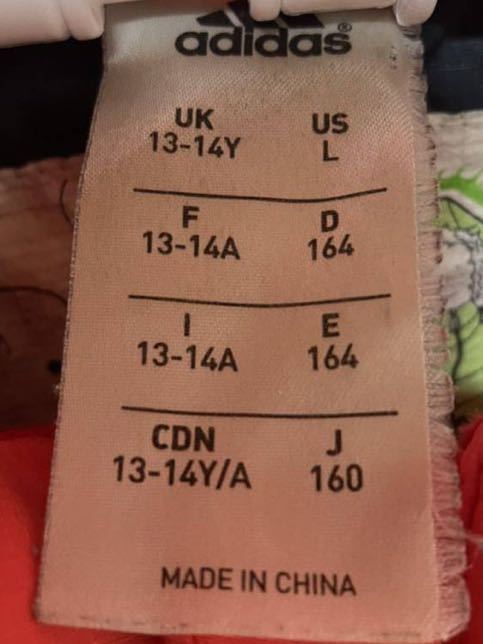 adidas®
UK US
13-14Y L
F D
13-14A 164
I E
13-14A 164
CDN J
13-14Y/A 160
MADE IN CHINA